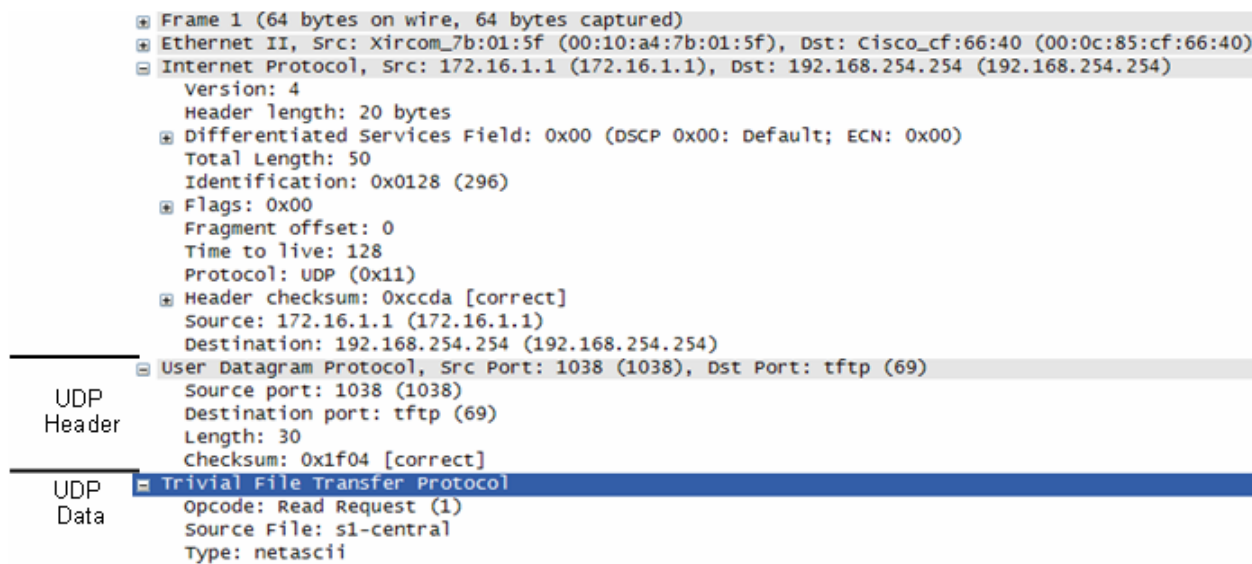 Frame 1 (64 bytes on wire, 64 bytes captured)
Ethernet II, Src: Xircom_7b:01:5f (00:10:a4:7b:01:5f), Dst: Cisco_cf:66:40 (00:0c:85:cf:66:40)
Internet Protocol, Src: 172.16.1.1 (172.16.1.1), Dst: 192.168.254.254 (192.168.254.254)
Version: 4
Header length: 20 bytes
Differentiated Services Field: 0x00 (DSCP 0x00: Default; ECN: 0x00)
Total Length: 50
Identification: 0x0128 (296)
Flags: 0x00
Fragment offset: 0
Time to live: 128
Protocol: UDP (0x11)
Header checksum: 0xccda [correct]
Source: 172.16.1.1 (172.16.1.1)
Destination: 192.168.254.254 (192.168.254.254)
UDP
Header
User Datagram Protocol, Src Port: 1038 (1038), Dst Port: tftp (69)
Source port: 1038 (1038)
Destination port: tftp (69)
Length: 30
Checksum: 0x1f04 [correct]
UDP
Data
Trivial File Transfer Protocol
Opcode: Read Request (1)
Source File: s1-central
Type: netascii